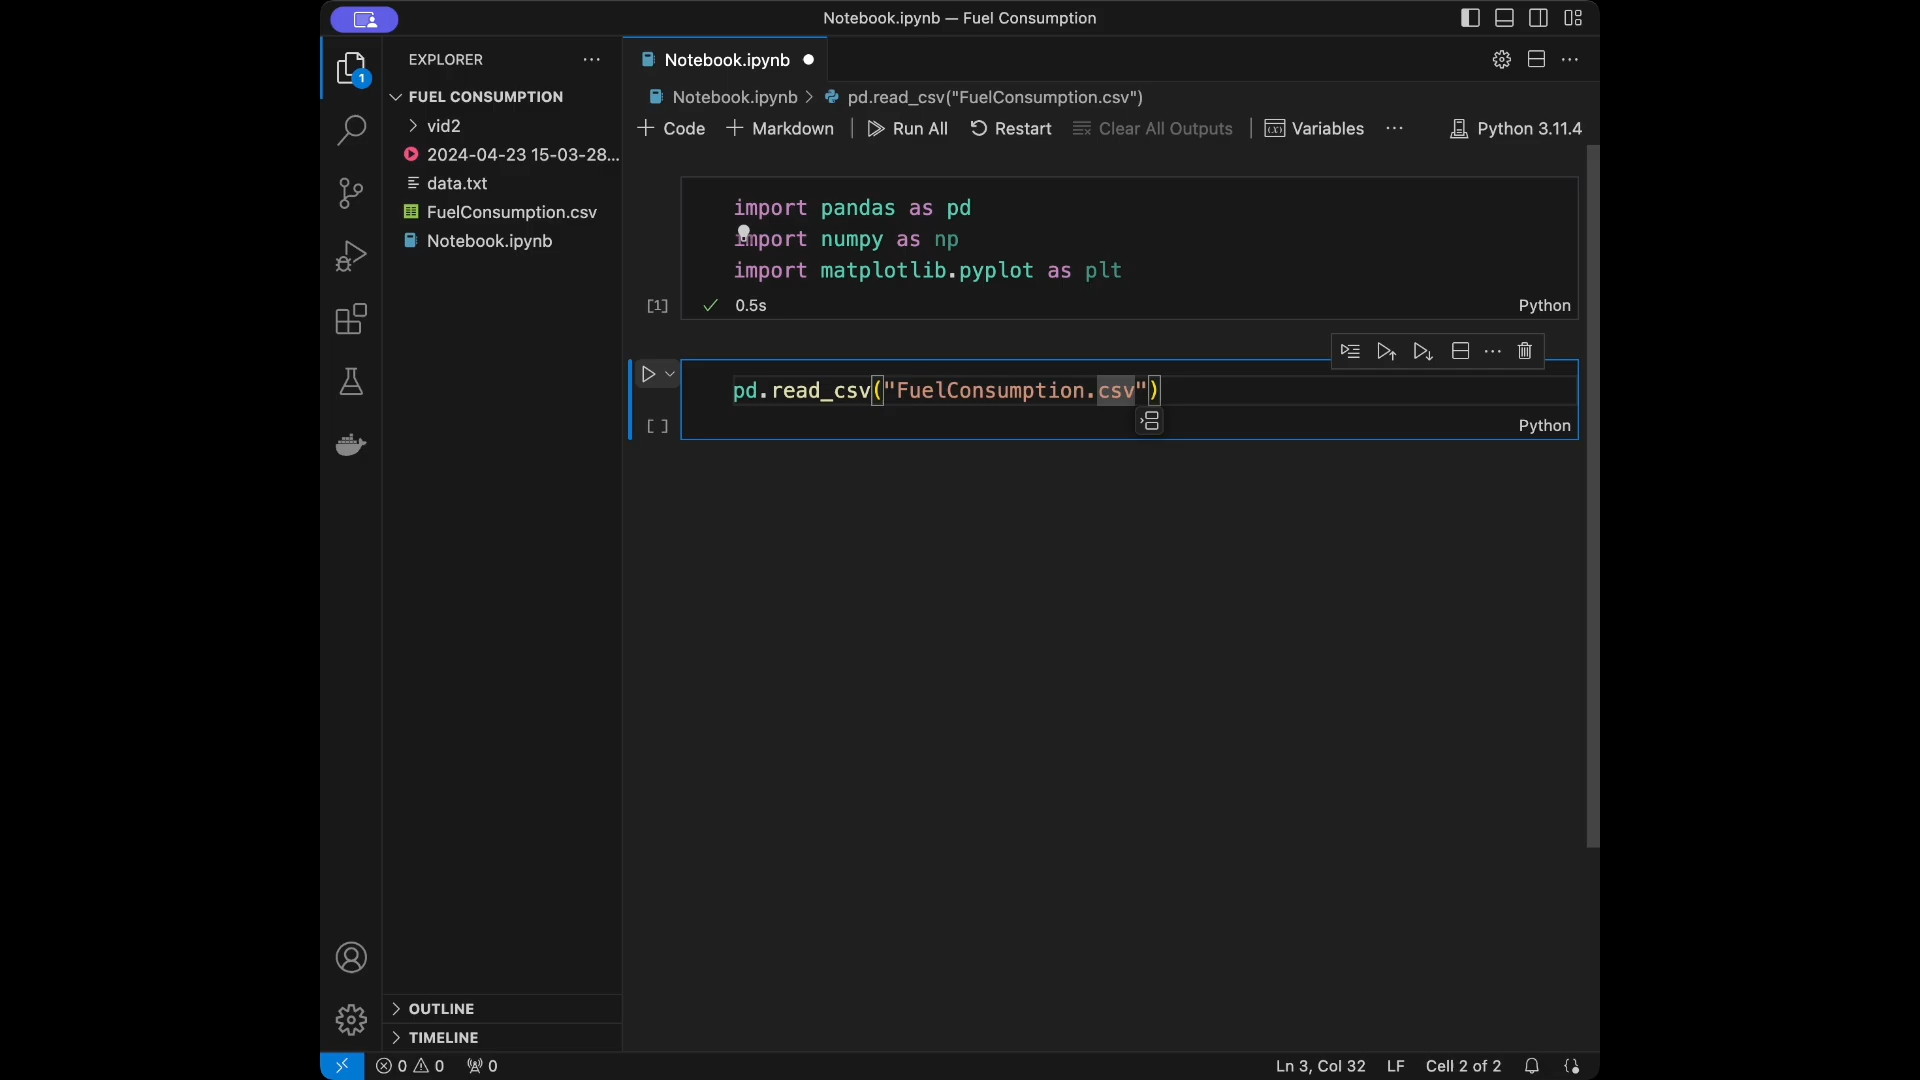 Notebook.ipynb — Fuel Consumption
EXPLORER
1
FUEL CONSUMPTION
vid2
2024-04-23 15-03-28...
data.txt
FuelConsumption.csv
Notebook.ipynb
OUTLINE
TIMELINE
Notebook.ipynb
Notebook.ipynb > pd.read_csv("FuelConsumption.csv")
Code Markdown Run All Restart Clear All Outputs Variables Python 3.11.4
import pandas as pd
import numpy as np
import matplotlib.pyplot as plt
[1] 0.5s Python
pd.read_csv("FuelConsumption.csv")
[ ] Python
0 0 0 Ln 3, Col 32 LF Cell 2 of 2